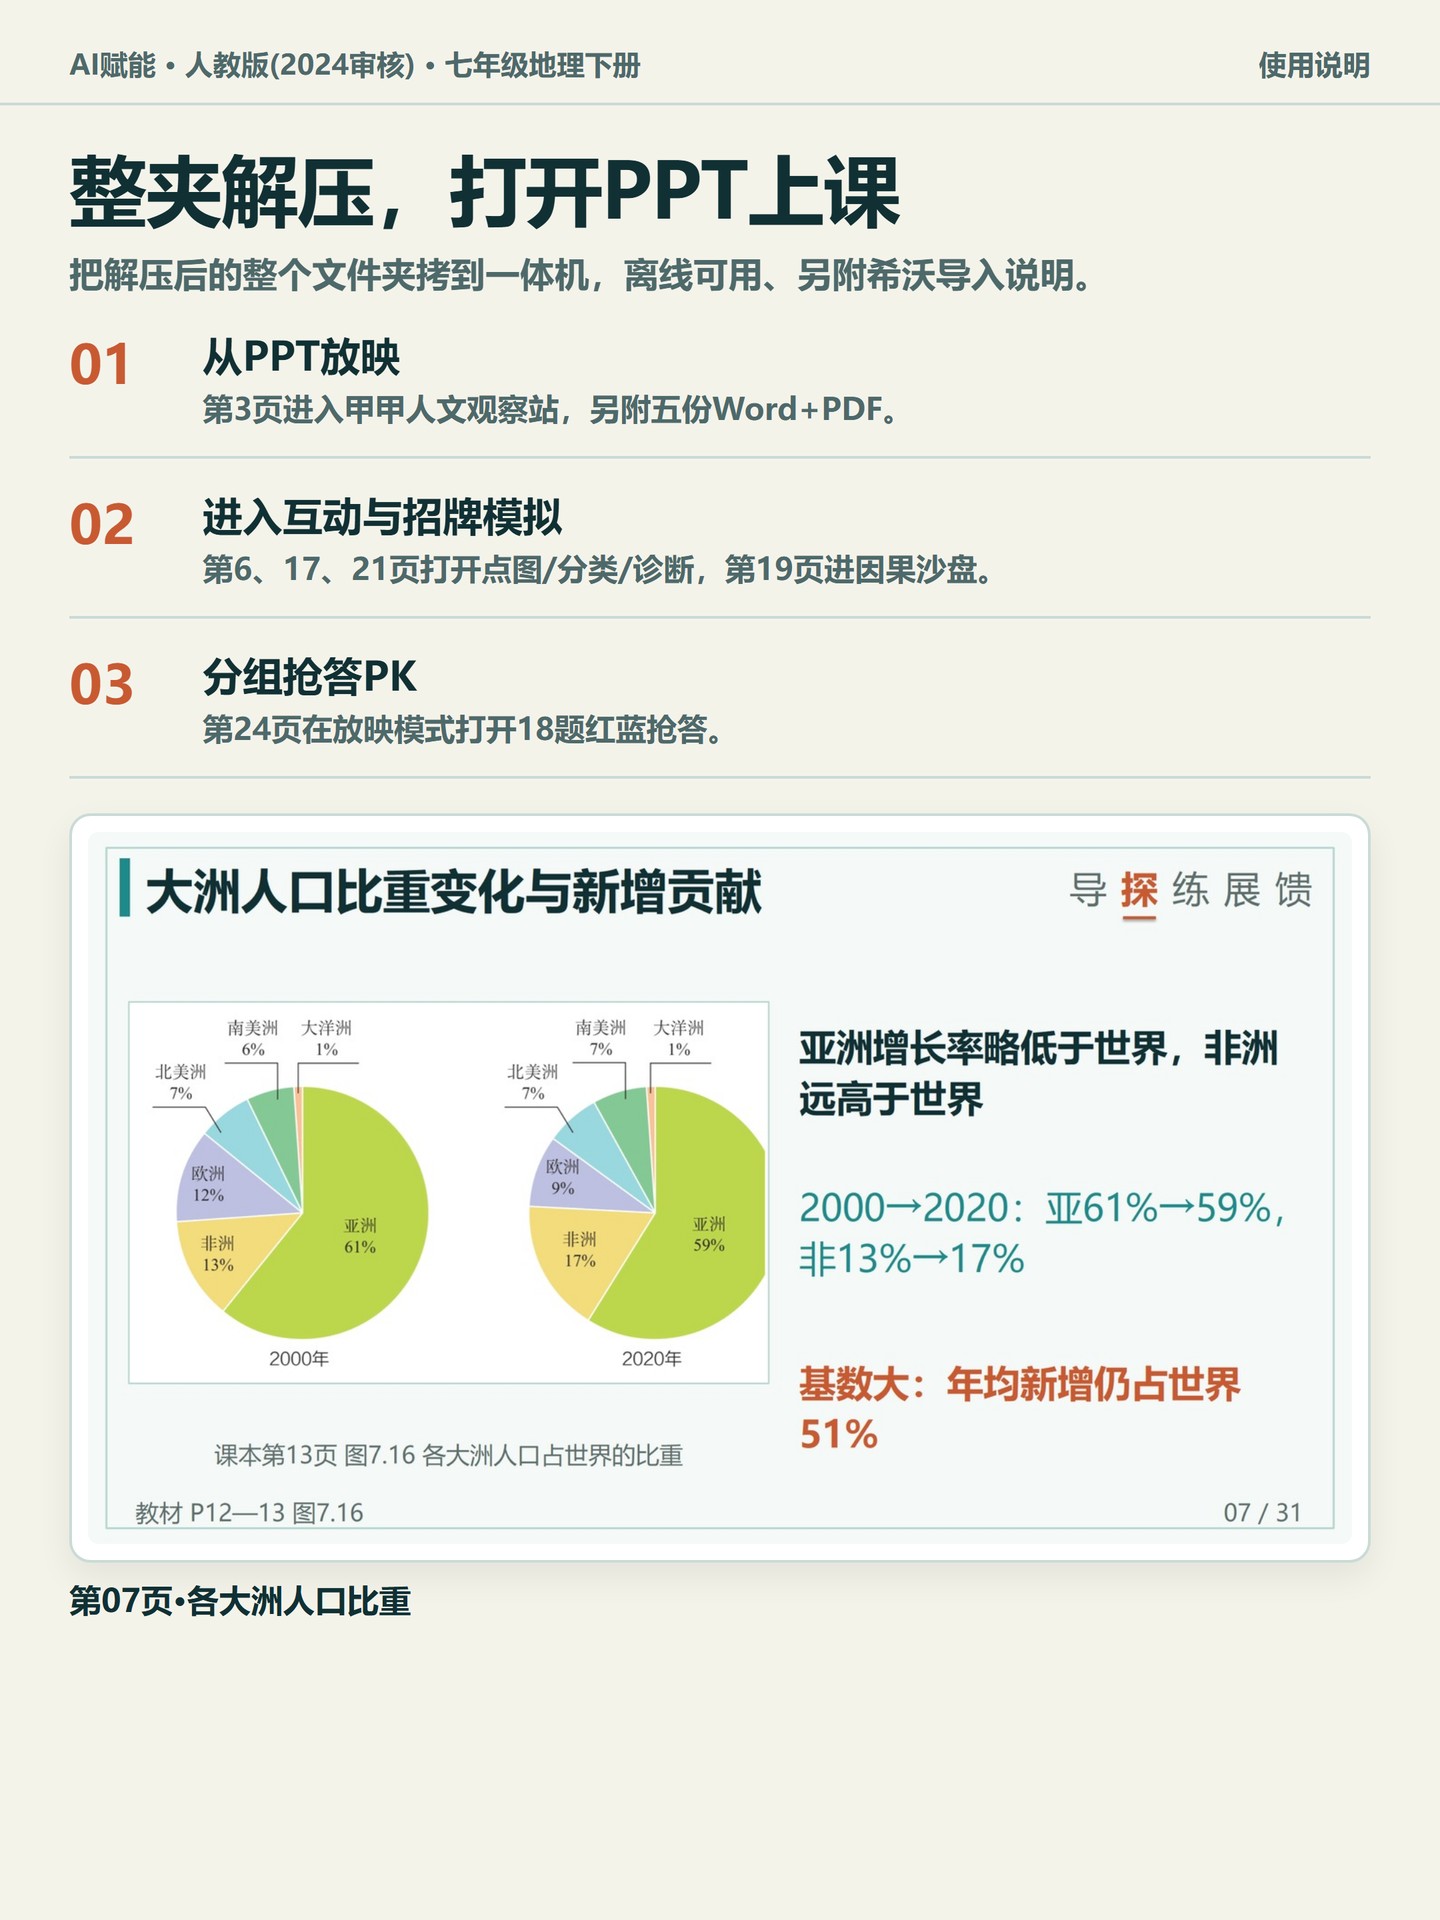 AI赋能 • 人教版(2024审核) • 七年级地理下册
使用说明
整夹解压，打开PPT上课
把解压后的整个文件夹拷到一体机，离线可用、另附希沃导入说明。
01
从PPT放映
第3页进入甲甲人文观察站，另附五份Word+PDF。
02
进入互动与招牌模拟
第6、17、21页打开点图/分类/诊断，第19页进因果沙盘。
03
分组抢答PK
第24页在放映模式打开18题红蓝抢答。
大洲人口比重变化与新增贡献
导 探 练 展 馈
南美洲
6%
大洋洲
1%
北美洲
7%
欧洲
12%
非洲
13%
亚洲
61%
2000年
南美洲
7%
大洋洲
1%
北美洲
7%
欧洲
9%
非洲
17%
亚洲
59%
2020年
课本第13页 图7.16 各大洲人口占世界的比重
亚洲增长率略低于世界，非洲
远高于世界
2000→2020：亚61%→59%，
非13%→17%
基数大：年均新增仍占世界
51%
教材 P12—13 图7.16
07 / 31
第07页·各大洲人口比重